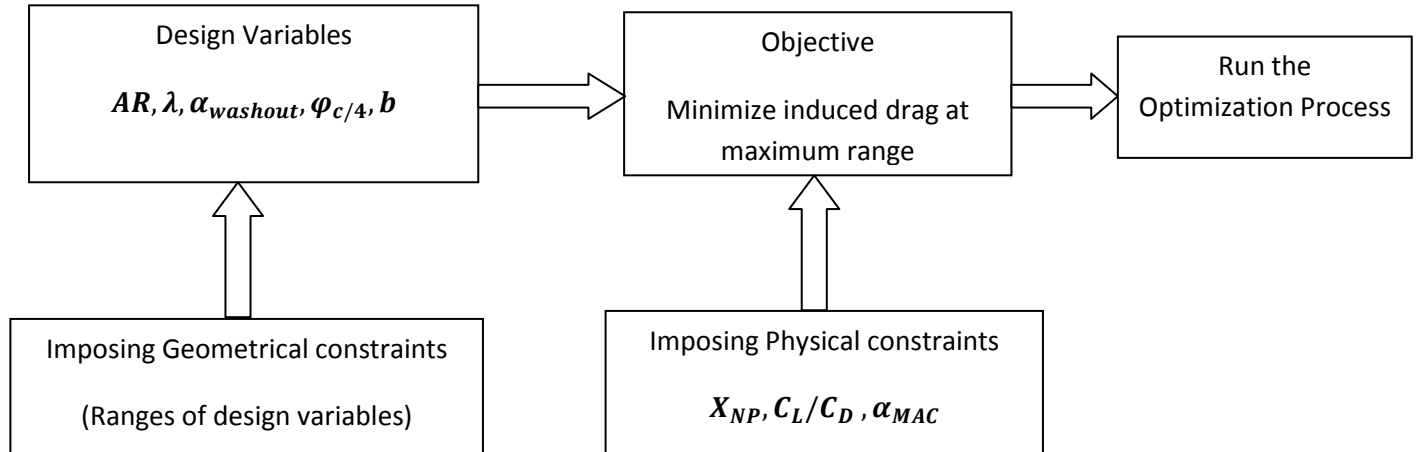 Design Variables
AR, λ, α_washout, φ_c/4, b
Objective
Minimize induced drag at
maximum range
Run the
Optimization Process
Imposing Geometrical constraints
(Ranges of design variables)
Imposing Physical constraints
X_NP, C_L/C_D , α_MAC